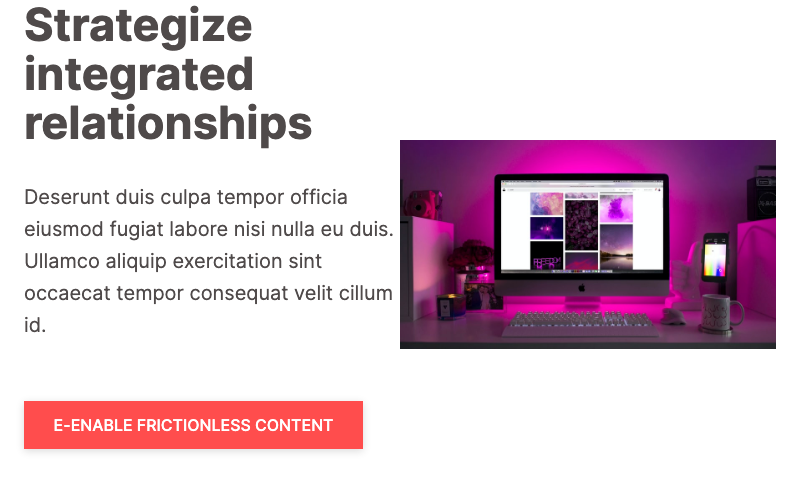 Strategize
integrated
relationships
Deserunt duis culpa tempor officia
eiusmod fugiat labore nisi nulla eu duis.
Ullamco aliquip exercitation sint
occaecat tempor consequat velit cillum
id.
E-ENABLE FRICTIONLESS CONTENT